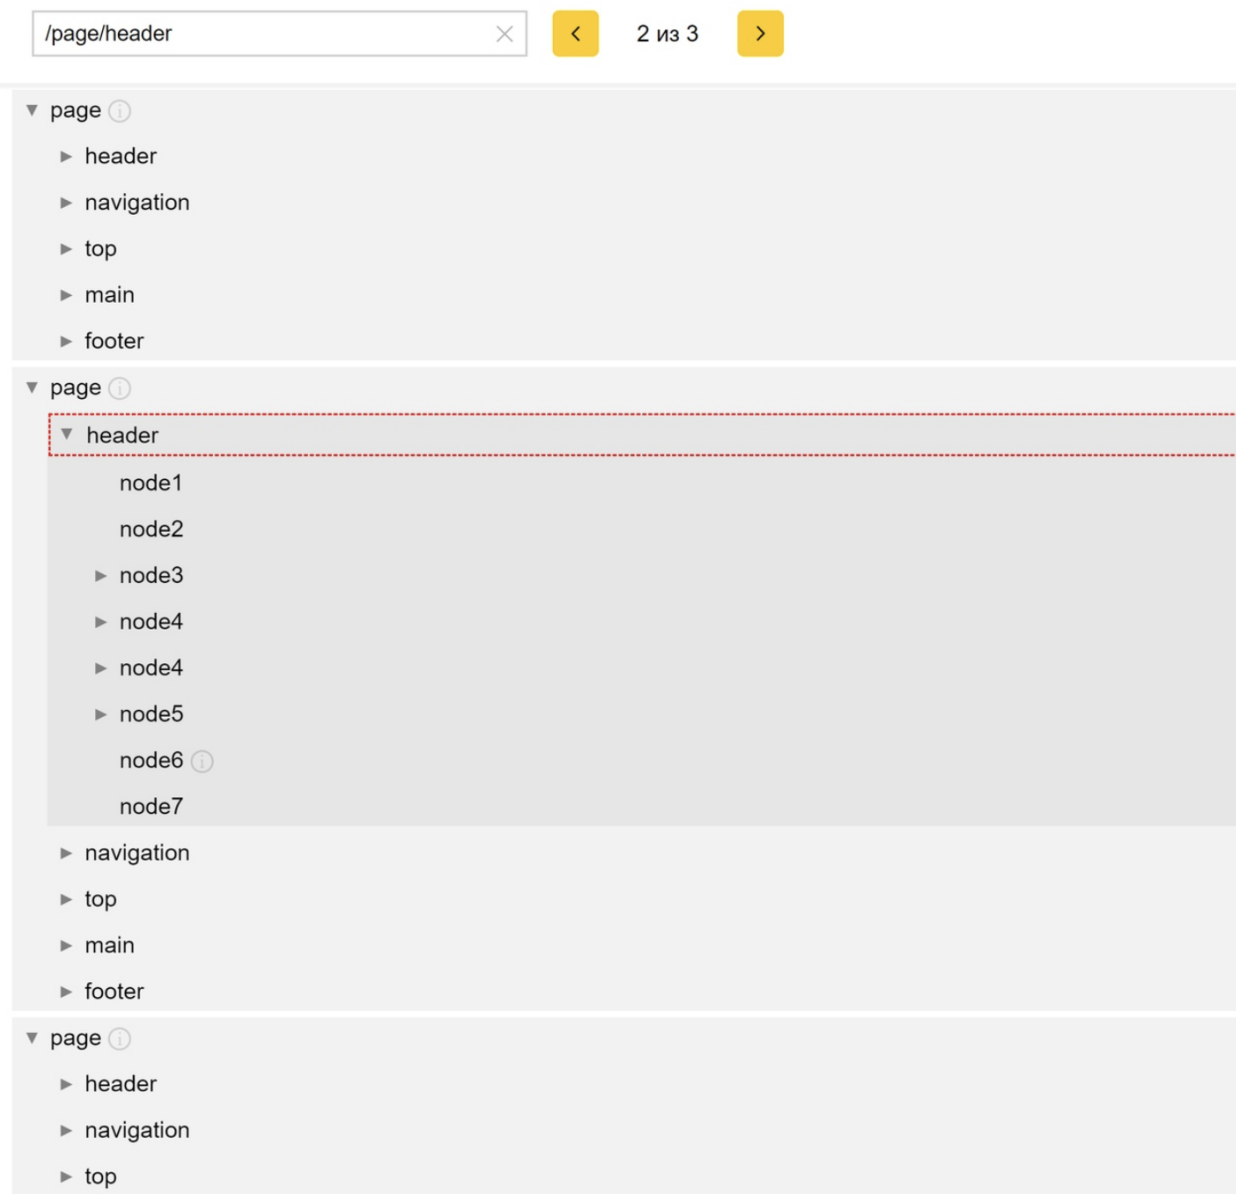 /page/header
2 из 3
page
header
navigation
top
main
footer
page
header
node1
node2
node3
node4
node4
node5
node6
node7
navigation
top
main
footer
page
header
navigation
top